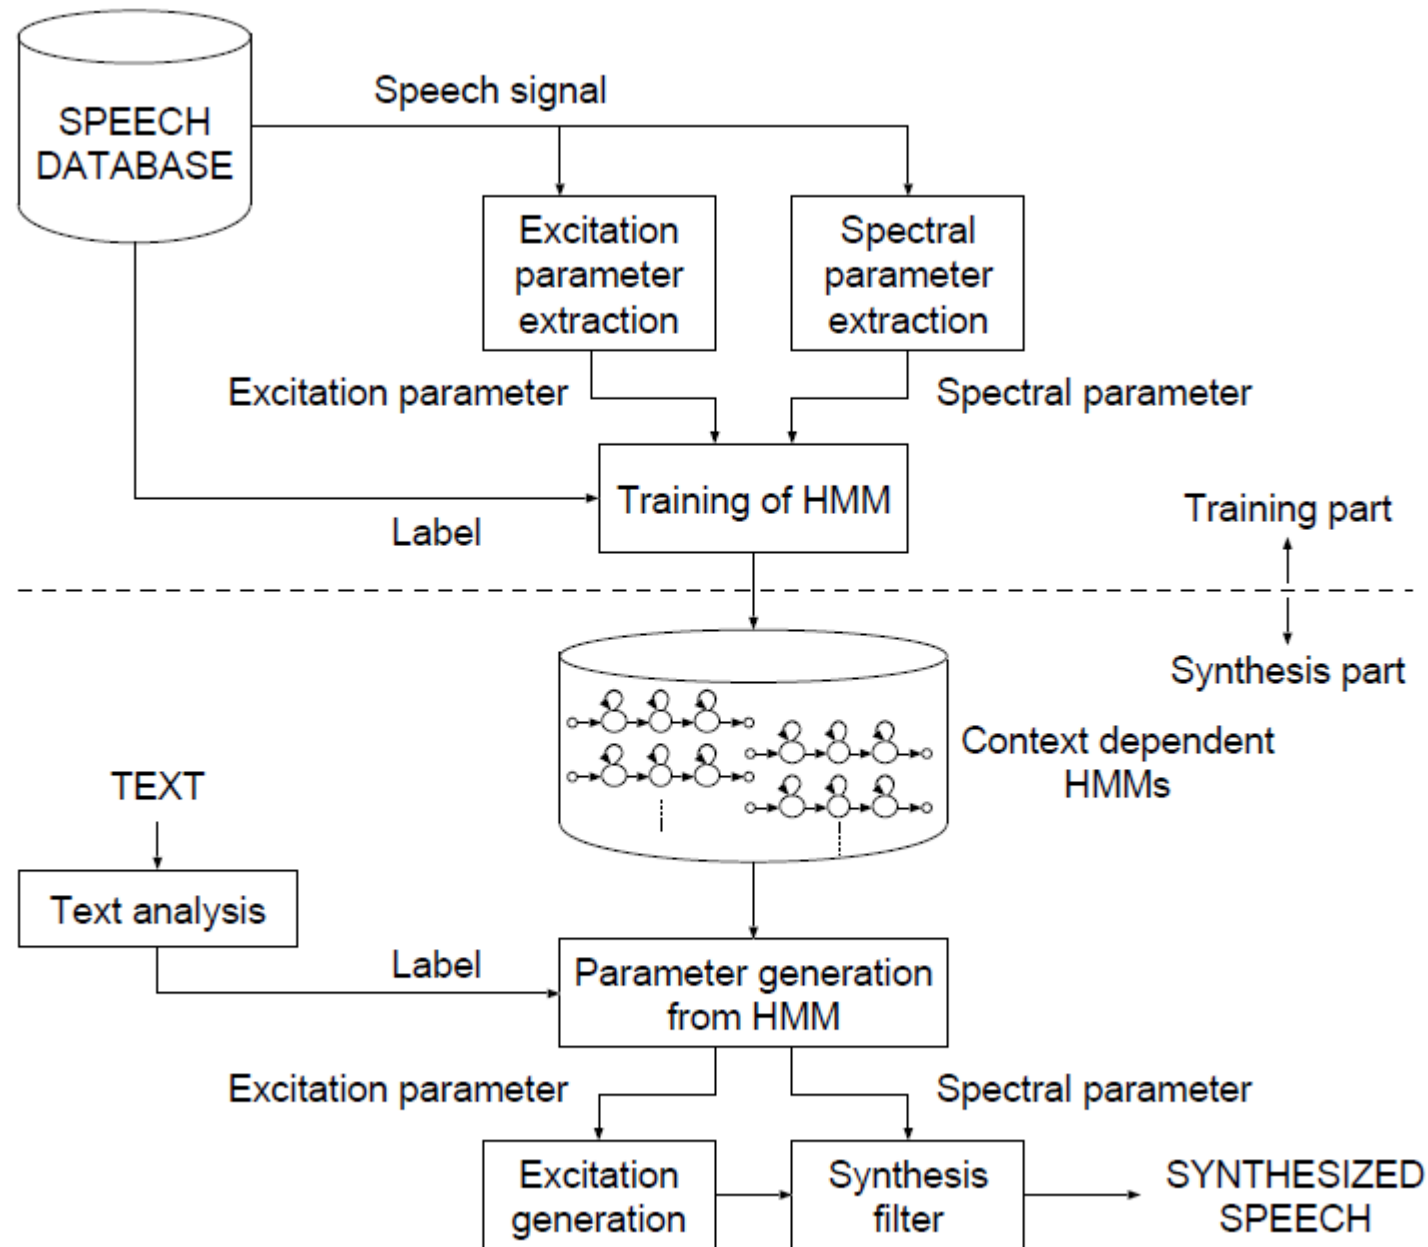 Speech signal
SPEECH
DATABASE
Excitation
parameter
extraction
Spectral
parameter
extraction
Excitation parameter
Spectral parameter
Training of HMM
Label
Training part
Synthesis part
Context dependent
HMMs
TEXT
Text analysis
Label
Parameter generation
from HMM
Excitation parameter
Spectral parameter
Excitation
generation
Synthesis
filter
SYNTHESIZED
SPEECH